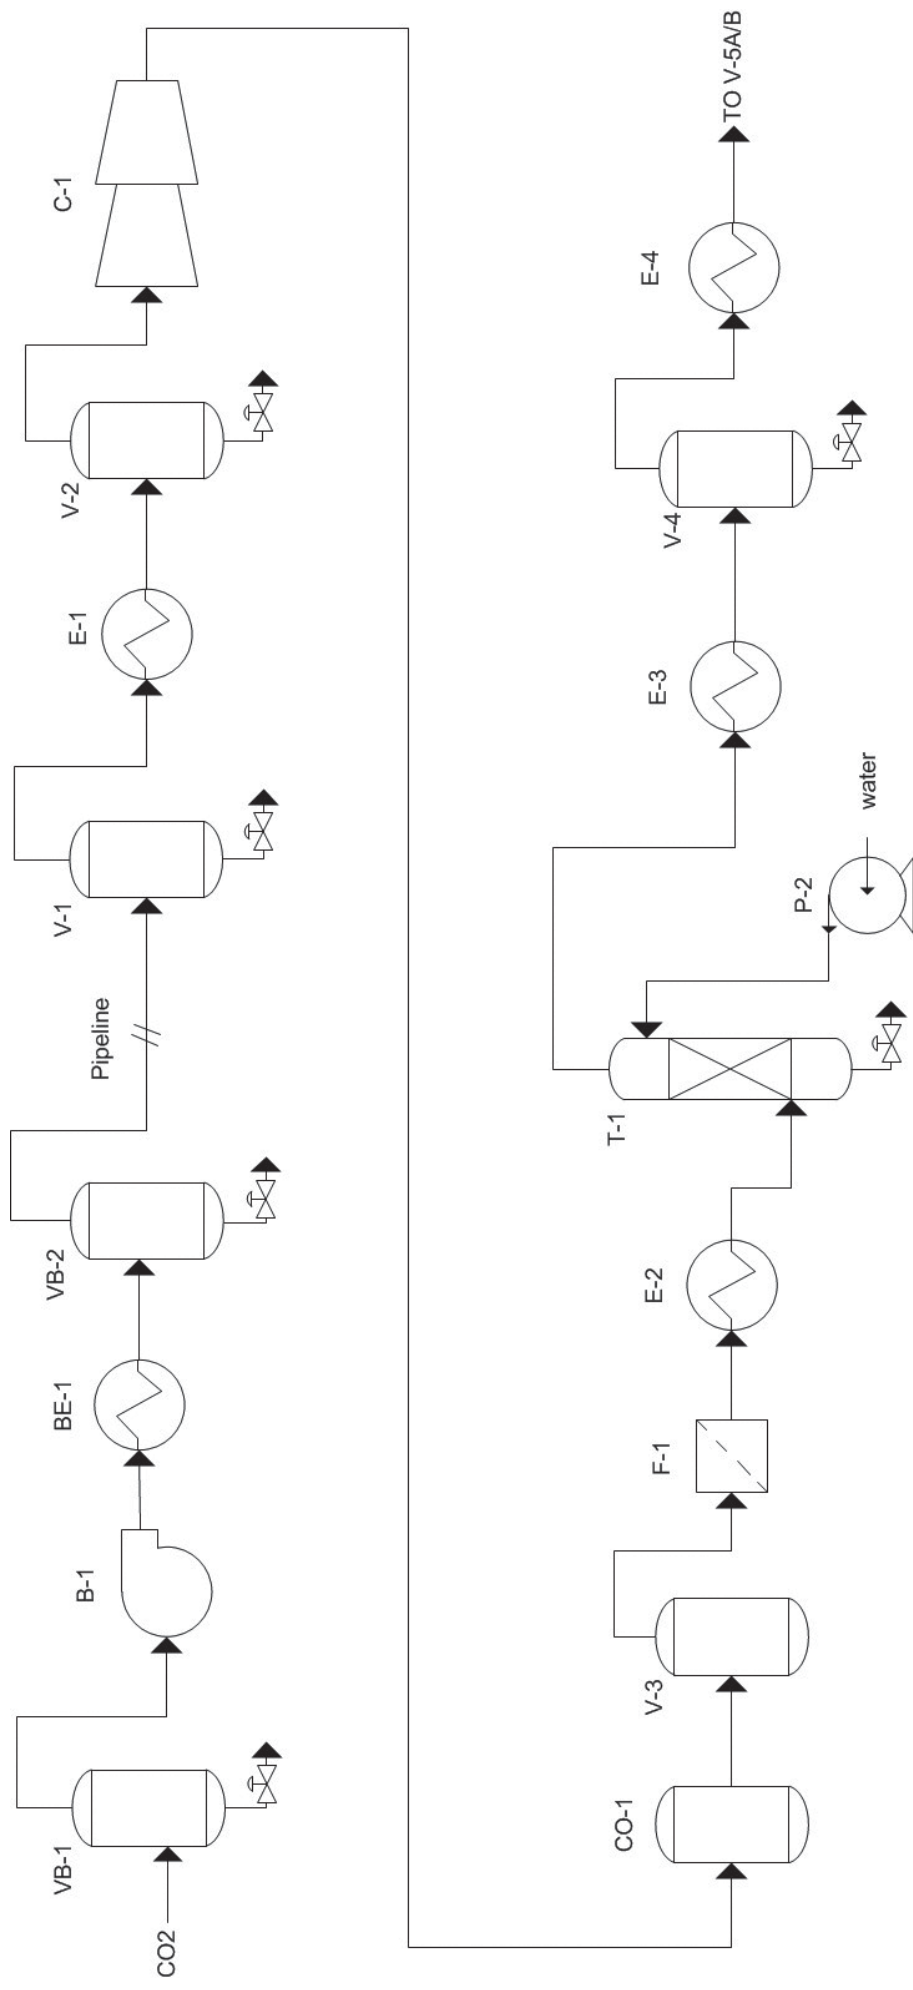 CO2
VB-1
B-1
BE-1
VB-2
Pipeline
V-1
E-1
V-2
C-1
CO-1
V-3
F-1
E-2
T-1
P-2
water
E-3
V-4
E-4
TO V-5A/B